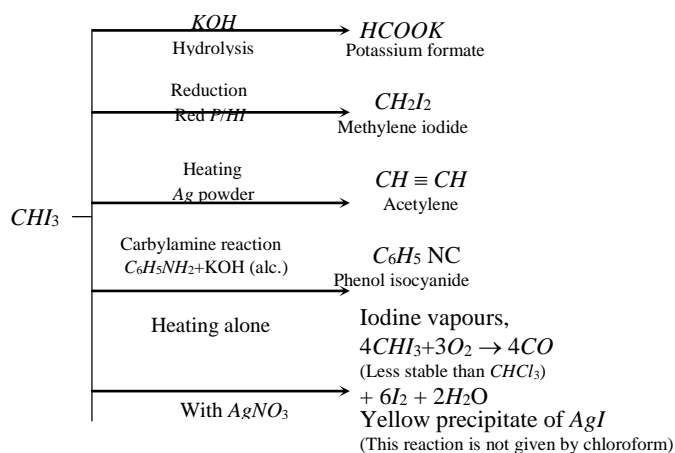 KOH
HCOOK
Hydrolysis
Potassium formate
Reduction
CH2I2
Red P/HI
Methylene iodide
Heating
CH ≡ CH
Ag powder
Acetylene
CHI3
Carbylamine reaction
C6H5 NC
C6H5NH2+KOH (alc.)
Phenol isocyanide
Heating alone
Iodine vapours,
4CHI3+3O2 → 4CO
(Less stable than CHCl3)
+ 6I2 + 2H2O
With AgNO3
Yellow precipitate of AgI
(This reaction is not given by chloroform)